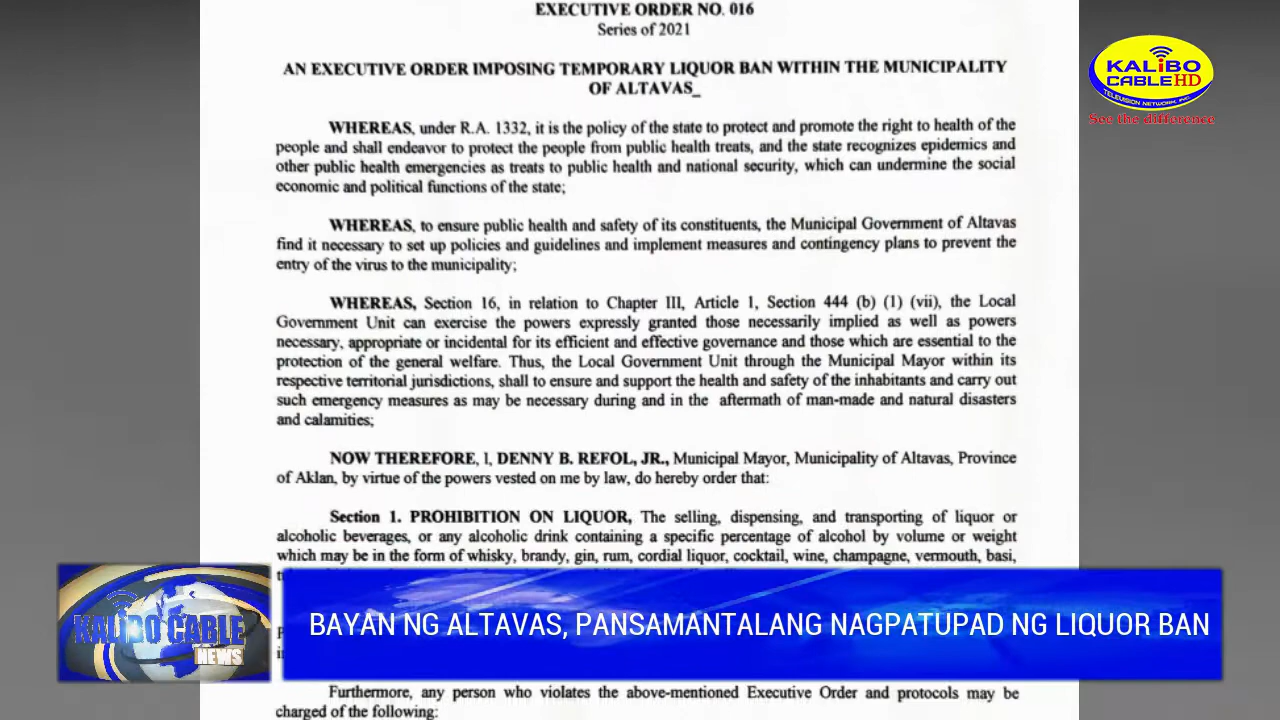 EXECUTIVE ORDER NO. 016
Series of 2021
AN EXECUTIVE ORDER IMPOSING TEMPORARY LIQUOR BAN WITHIN THE MUNICIPALITY
OF ALTAVAS_
WHEREAS, under R.A. 1332, it is the policy of the state to protect and promote the right to health of the
people and shall endeavor to protect the people from public health treats, and the state recognizes epidemics and
other public health emergencies as treats to public health and national security, which can undermine the social
economic and political functions of the state;
WHEREAS, to ensure public health and safety of its constituents, the Municipal Government of Altavas
find it necessary to set up policies and guidelines and implement measures and contingency plans to prevent the
entry of the virus to the municipality;
WHEREAS, Section 16, in relation to Chapter III, Article 1, Section 444 (b) (1) (vii), the Local
Government Unit can exercise the powers expressly granted those necessarily implied as well as powers
necessary, appropriate or incidental for its efficient and effective governance and those which are essential to the
protection of the general welfare. Thus, the Local Government Unit through the Municipal Mayor within its
respective territorial jurisdictions, shall to ensure and support the health and safety of the inhabitants and carry out
such emergency measures as may be necessary during and in the aftermath of man-made and natural disasters
and calamities;
NOW THEREFORE, I, DENNY B. REFOL, JR., Municipal Mayor, Municipality of Altavas, Province
of Aklan, by virtue of the powers vested on me by law, do hereby order that:
Section 1. PROHIBITION ON LIQUOR, The selling, dispensing, and transporting of liquor or
alcoholic beverages, or any alcoholic drink containing a specific percentage of alcohol by volume or weight
which may be in the form of whisky, brandy, gin, rum, cordial liquor, cocktail, wine, champagne, vermouth, basi,
Furthermore, any person who violates the above-mentioned Executive Order and protocols may be
charged of the following:
KALIBO
CABLE HD
TELEVISION NETWORK, INC.
See the difference
KALIBO CABLE
NEWS
BAYAN NG ALTAVAS, PANSAMANTALANG NAGPATUPAD NG LIQUOR BAN